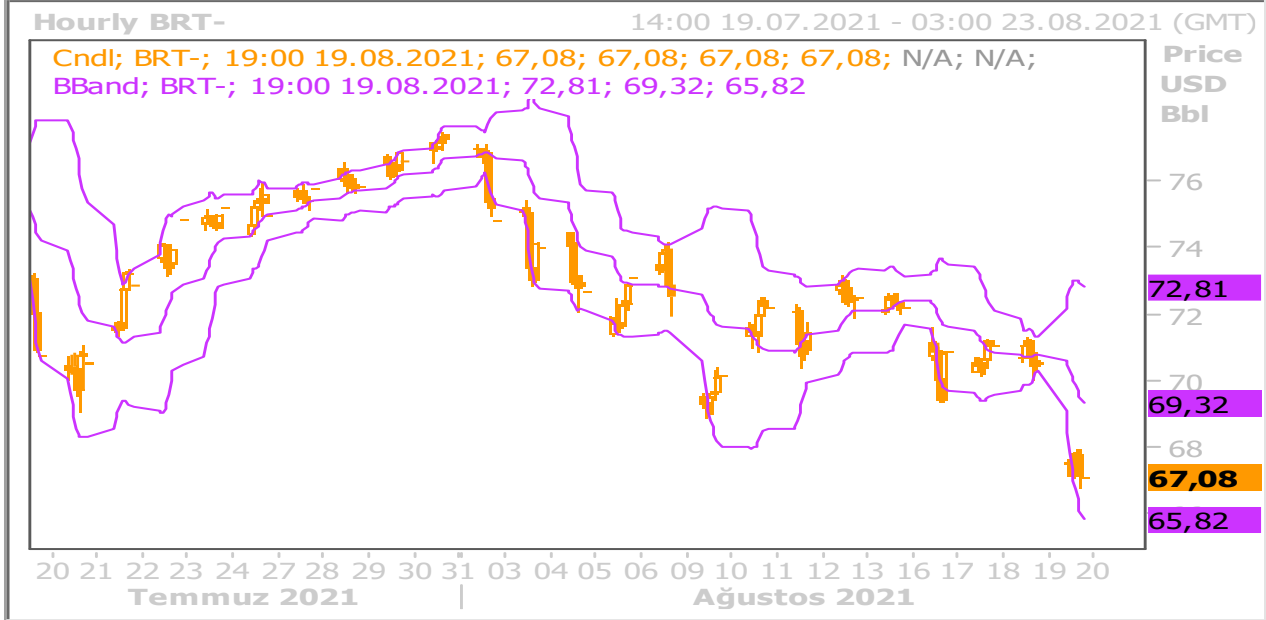 Hourly BRT-
14:00 19.07.2021 - 03:00 23.08.2021 (GMT)
Cndl; BRT-; 19:00 19.08.2021; 67,08; 67,08; 67,08; 67,08; N/A; N/A;
BBand; BRT-; 19:00 19.08.2021; 72,81; 69,32; 65,82
Price
USD
Bbl
76
74
72,81
72
70
69,32
68
67,08
65,82
20 21 22 23 24 27 28 29 30 31 03 04 05 06 09 10 11 12 13 16 17 18 19 20
Temmuz 2021
Ağustos 2021